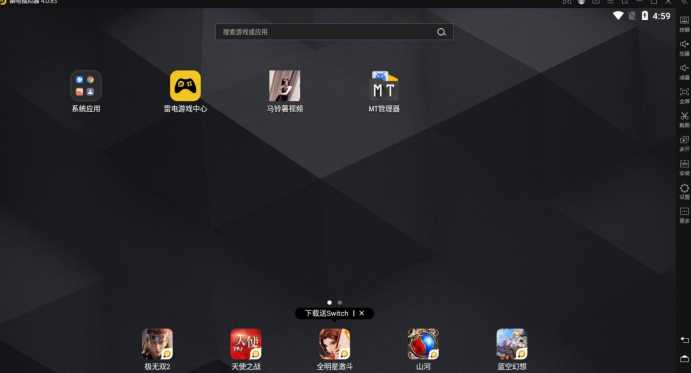 雷电模拟器 4.0.83
4:59
搜索游戏或应用
系统应用
雷电游戏中心
马铃薯视频
MT
MT管理器
按键
加量
减量
全屏
截图
多开
安装
设置
更多
下载送Switch
极无双2
天使之战
全明星激斗
山河
蓝空幻想